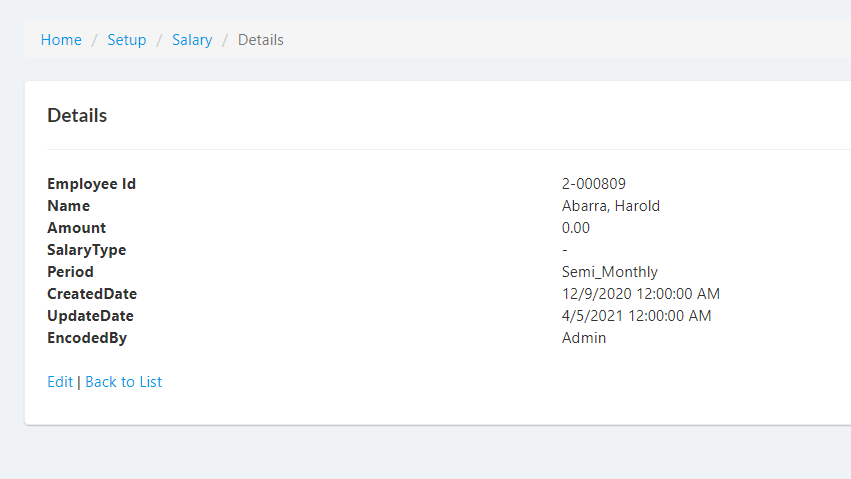 Home / Setup / Salary / Details
Details
Employee Id 2-000809
Name Abarra, Harold
Amount 0.00
SalaryType -
Period Semi_Monthly
CreatedDate 12/9/2020 12:00:00 AM
UpdateDate 4/5/2021 12:00:00 AM
EncodedBy Admin
Edit | Back to List